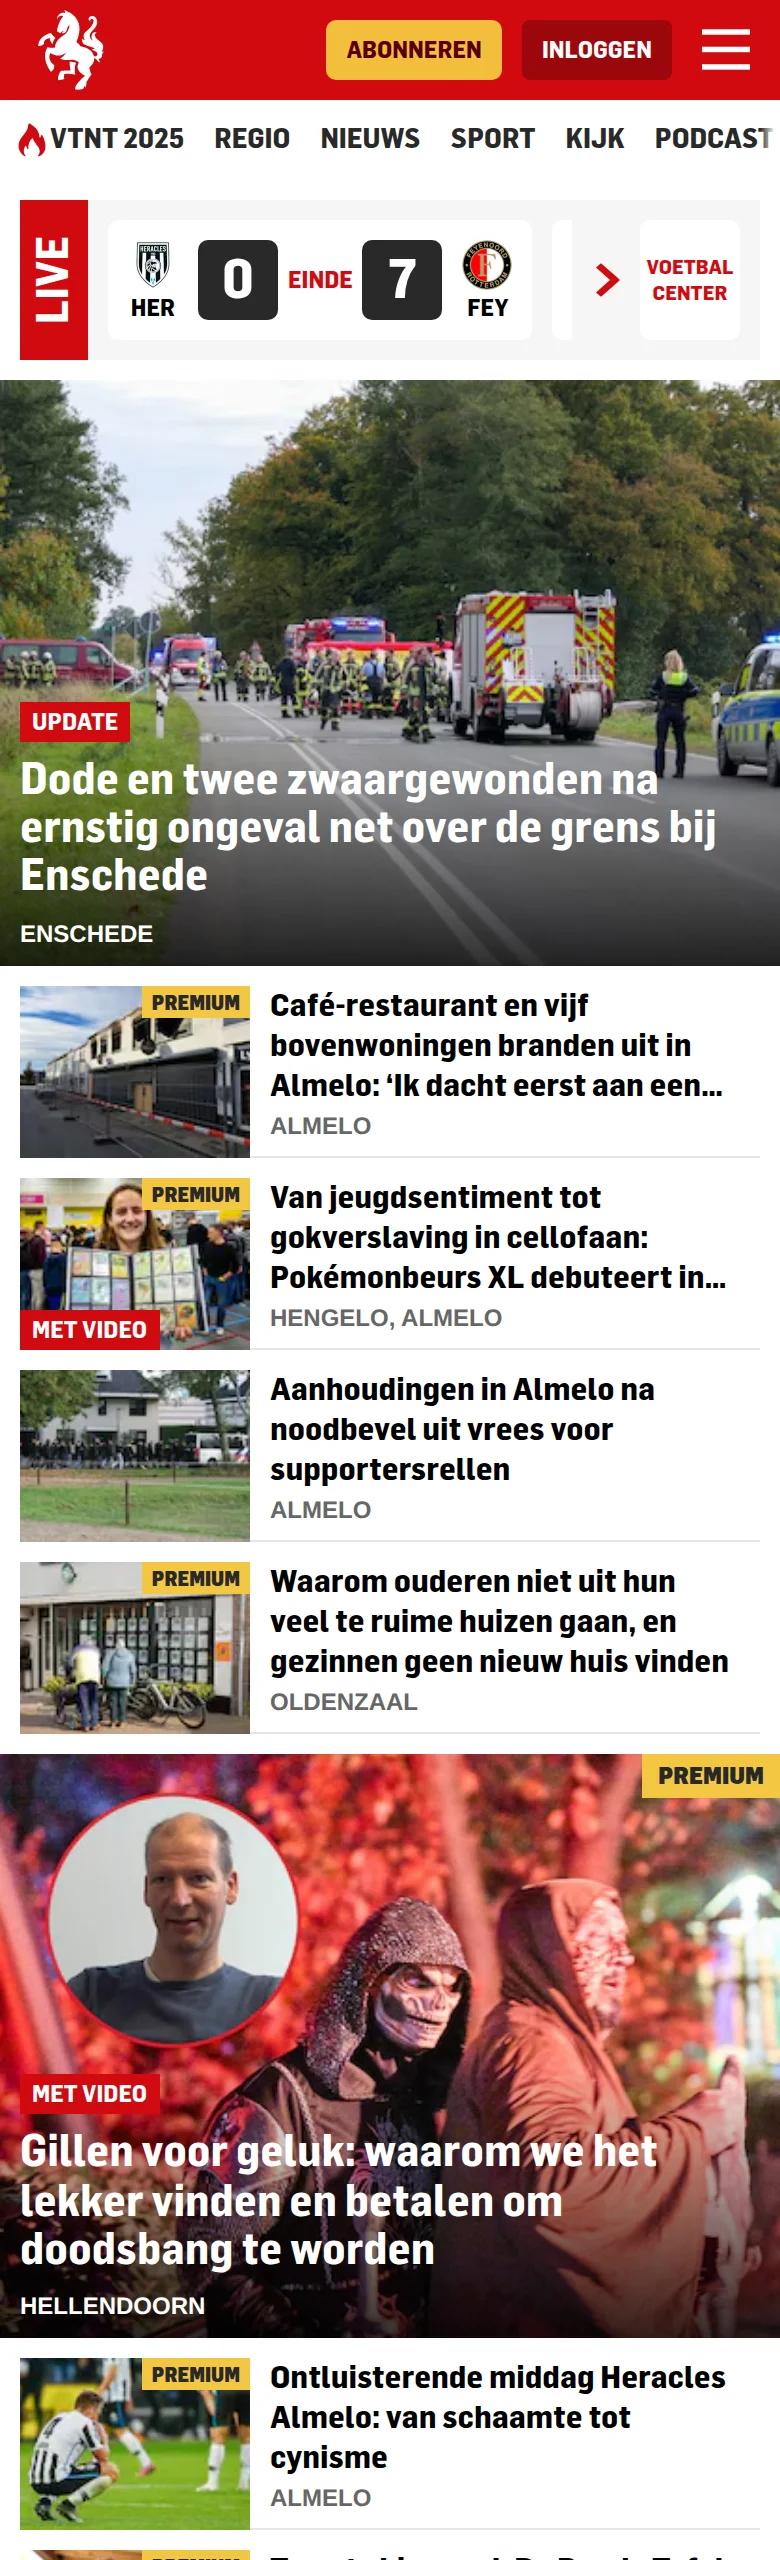 ABONNEREN
INLOGGEN
VTNT 2025 REGIO NIEUWS SPORT KIJK PODCAST
LIVE
HERACLES
HER
0
EINDE
7
FEYENOORD
ROTTERDAM
FEY
VOETBAL
CENTER
UPDATE
Dode en twee zwaargewonden na
ernstig ongeval net over de grens bij
Enschede
ENSCHEDE
PREMIUM
Café-restaurant en vijf
bovenwoningen branden uit in
Almelo: ‘Ik dacht eerst aan een...
ALMELO
PREMIUM
MET VIDEO
Van jeugdsentiment tot
gokverslaving in cellofaan:
Pokémonbeurs XL debuteert in...
HENGELO, ALMELO
Aanhoudingen in Almelo na
noodbevel uit vrees voor
supportersrellen
ALMELO
PREMIUM
Waarom ouderen niet uit hun
veel te ruime huizen gaan, en
gezinnen geen nieuw huis vinden
OLDENZAAL
PREMIUM
MET VIDEO
Gillen voor geluk: waarom we het
lekker vinden en betalen om
doodsbang te worden
HELLENDOORN
PREMIUM
Ontluisterende middag Heracles
Almelo: van schaamte tot
cynisme
ALMELO